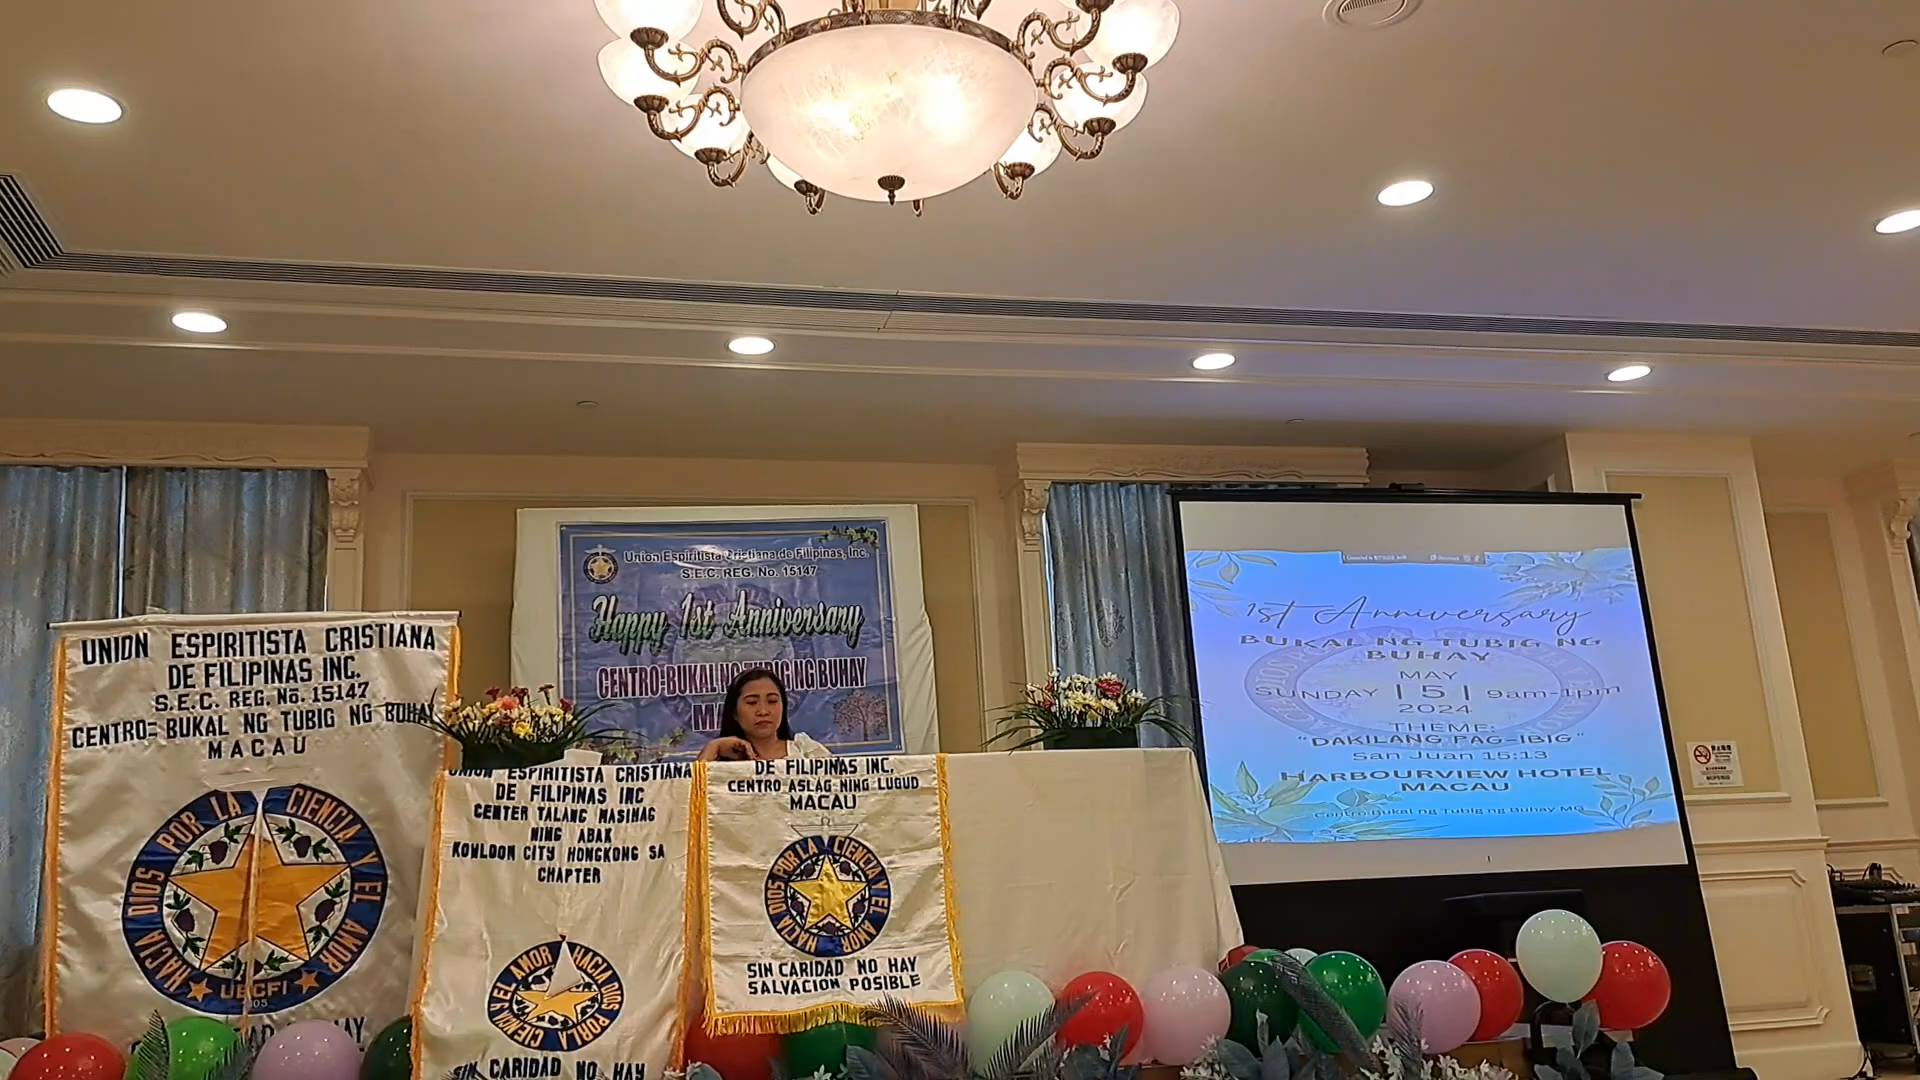 Union Espiritista Cristiana de Filipinas, Inc.
S.E.C. REG. No. 15147
Happy 1st Anniversary
CENTRO:BUKAL NG TUBIG NG BUHAY
UNION ESPIRITISTA CRISTIANA
DE FILIPINAS INC.
S.E.C. REG. No. 15147
CENTRO= BUKAL NG TUBIG NG BUHAY
MACAU
HACIA DIOS POR LA CIENCIA Y EL AMOR
UECFI
UNION ESPIRITISTA CRISTIANA
DE FILIPINAS INC
CENTER TALANG MASINAG
NING ABAK
KOWLOON CITY HONGKONG SA
CHAPTER
HACIA DIOS POR LA CIENCIA Y EL AMOR
SIN CARIDAD NO HAY
DE FILIPINAS INC.
CENTRO ASLAG NING LUGUD
MACAU
HACIA DIOS POR LA CIENCIA Y EL AMOR
SIN CARIDAD NO HAY
SALVACION POSIBLE
1st Anniversary
BUKAL NG TUBIG NG
BUHAY
MAY
SUNDAY |5| 9am-1pm
2024
THEME:
"DAKILANG PAG-IBIG"
San Juan 15:13
HARBOURVIEW HOTEL
MACAU
Centro:Bukal ng Tubig ng Buhay MO